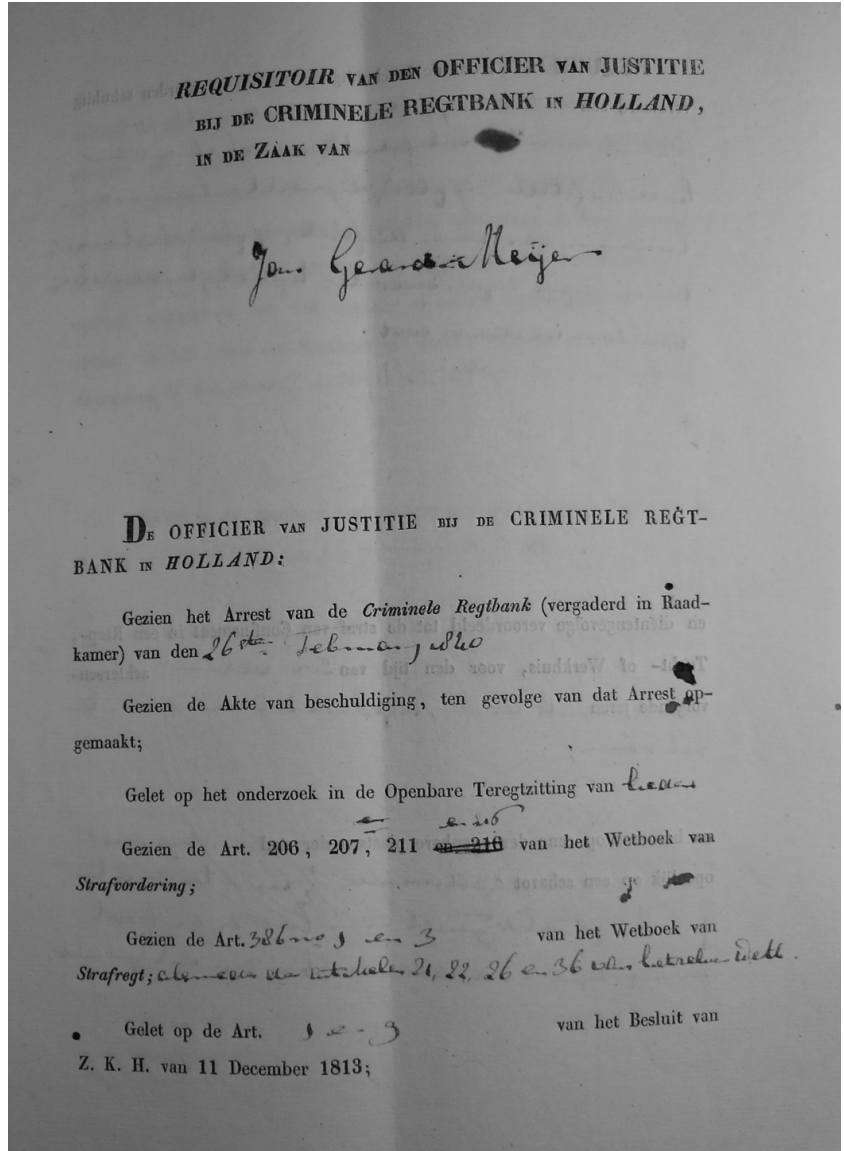 REQUISITOIR VAN DEN OFFICIER VAN JUSTITIE
BIJ DE CRIMINELE REGTBANK IN HOLLAND,
IN DE ZAAK VAN
Jan Meijer
DE OFFICIER VAN JUSTITIE BIJ DE CRIMINELE REGT-
BANK IN HOLLAND:
Gezien het Arrest van de Criminele Regtbank (vergaderd in Raad-
kamer) van den 26ste February 1840
Gezien de Akte van beschuldiging, ten gevolge van dat Arrest op-
gemaakt;
Gelet op het onderzoek in de Openbare Teregtzitting van heden
en en 216
Gezien de Art. 206, 207, 211 en 216 van het Wetboek van
Strafvordering;
Gezien de Art. 386 no 1 en 3 van het Wetboek van
Strafregt; alsmede de artikelen 21, 22, 26 en 36 van hetzelve Wetb.
Gelet op de Art. van het Besluit van
Z. K. H. van 11 December 1813;